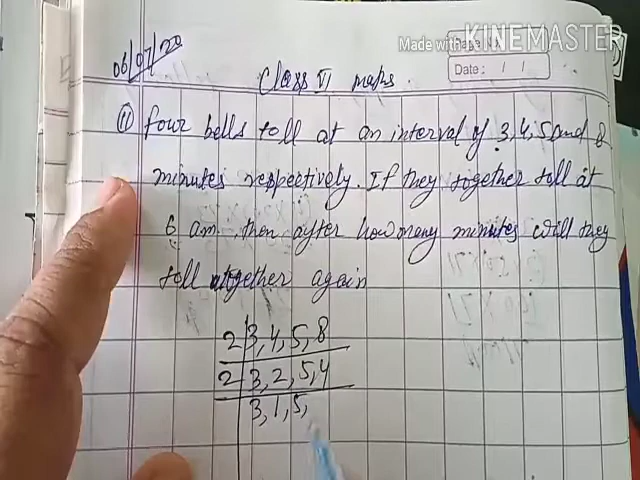 Made with KINEMASTER
06/07/20
Date : / /
Class VI maths.
11 Four bells toll at an interval of 3, 4, 5 and 8
minutes respectively. If they together toll at
6 am, then after how many minutes will they
toll together again
2 3, 4, 5, 8
2 3, 2, 5, 4
3, 1, 5,